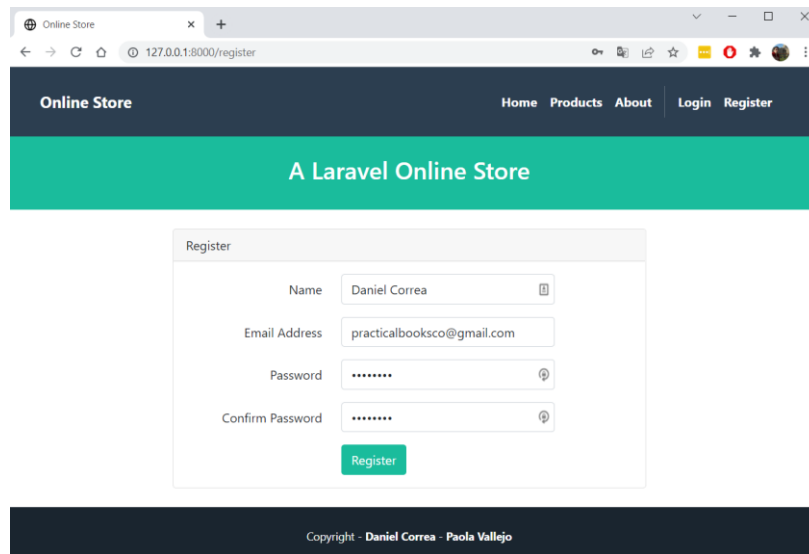 Online Store
127.0.0.1:8000/register
Online Store Home Products About Login Register
A Laravel Online Store
Register
Name Daniel Correa
Email Address practicalbooksco@gmail.com
Password ••••••••
Confirm Password ••••••••
Register
Copyright - Daniel Correa - Paola Vallejo